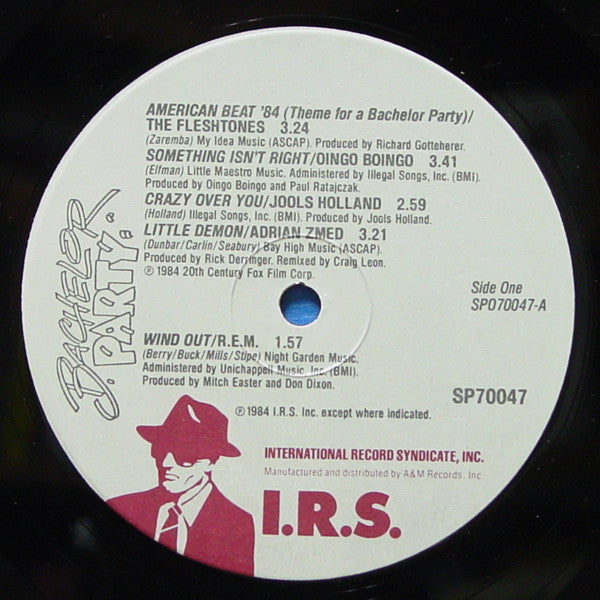 AMERICAN BEAT '84 (Theme for a Bachelor Party)/
THE FLESHTONES 3.24
(Zaremba) My Idea Music (ASCAP). Produced by Richard Gotteherer.
SOMETHING ISN'T RIGHT/OINGO BOINGO 3.41
(Elfman) Little Maestro Music. Administered by Illegal Songs, Inc. (BMI).
Produced by Oingo Boingo and Paul Ratajczak.
CRAZY OVER YOU/JOOLS HOLLAND 2.59
(Holland) Illegal Songs, Inc. (BMI). Produced by Jools Holland.
LITTLE DEMON/ADRIAN ZMED 3.21
(Dunbar/Carlin/Seabury) Bay High Music (ASCAP).
Produced by Rick Derringer. Remixed by Craig Leon.
℗ 1984 20th Century Fox Film Corp.
BACHELOR
PARTY
Side One
SP070047-A
WIND OUT/R.E.M. 1.57
(Berry/Buck/Mills/Stipe) Night Garden Music.
Administered by Unichappell Music, Inc. (BMI).
Produced by Mitch Easter and Don Dixon.
SP70047
℗ 1984 I.R.S. Inc. except where indicated.
INTERNATIONAL RECORD SYNDICATE, INC.
Manufactured and distributed by A&M Records, Inc
I.R.S.